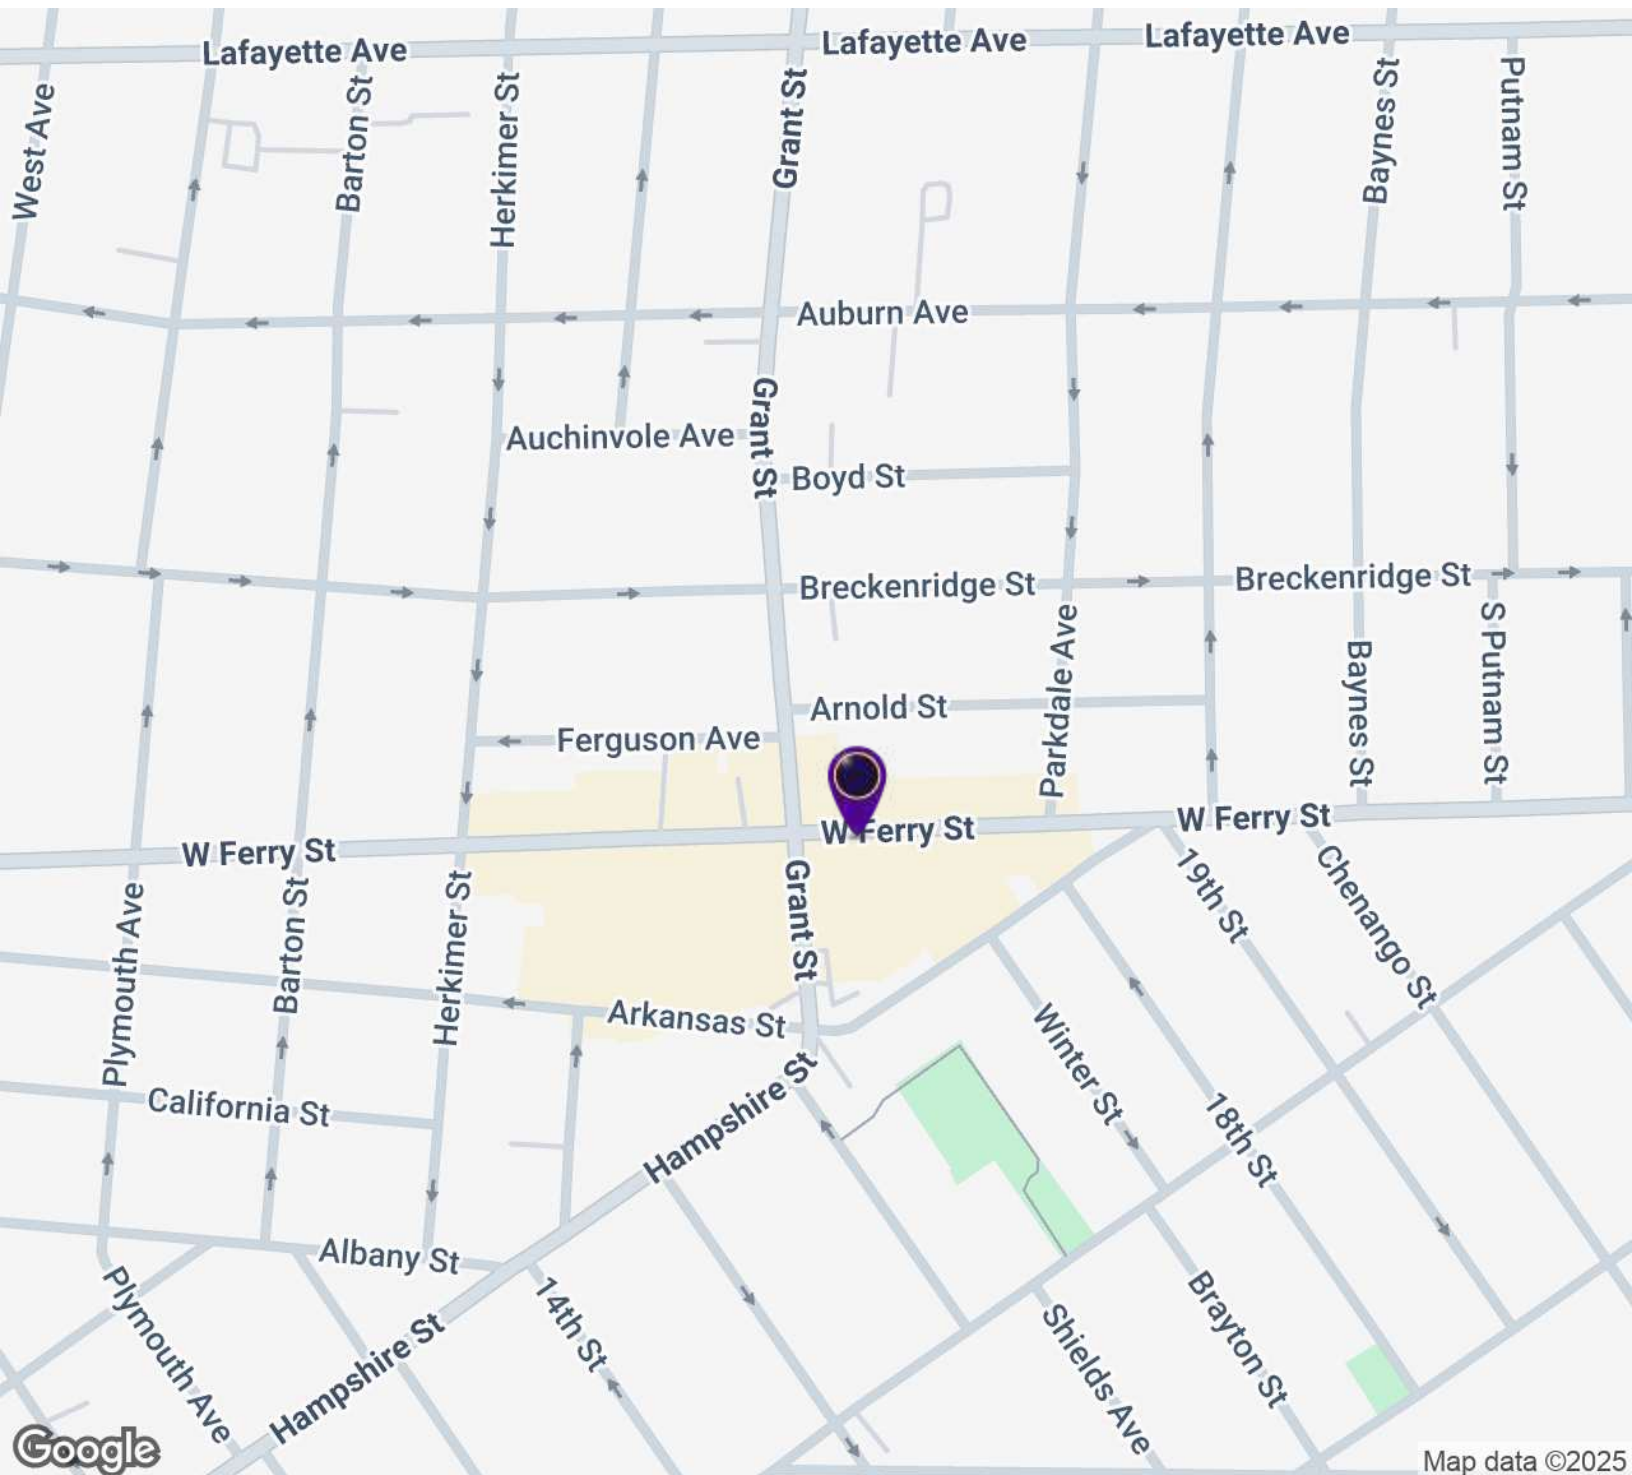 Lafayette Ave
Lafayette Ave
Lafayette Ave
West Ave
Barton St
Herkimer St
Grant St
Baynes St
Putnam St
Auburn Ave
Grant St
Auchinvole Ave
Boyd St
Breckenridge St
Breckenridge St
Parkdale Ave
S Putnam St
Baynes St
Arnold St
Ferguson Ave
W Ferry St
W Ferry St
W Ferry St
Plymouth Ave
Barton St
Herkimer St
Grant St
19th St
Chenango St
Arkansas St
Winter St
California St
Hampshire St
18th St
Albany St
Plymouth Ave
14th St
Hampshire St
Shields Ave
Brayton St
Google
Map data ©2025